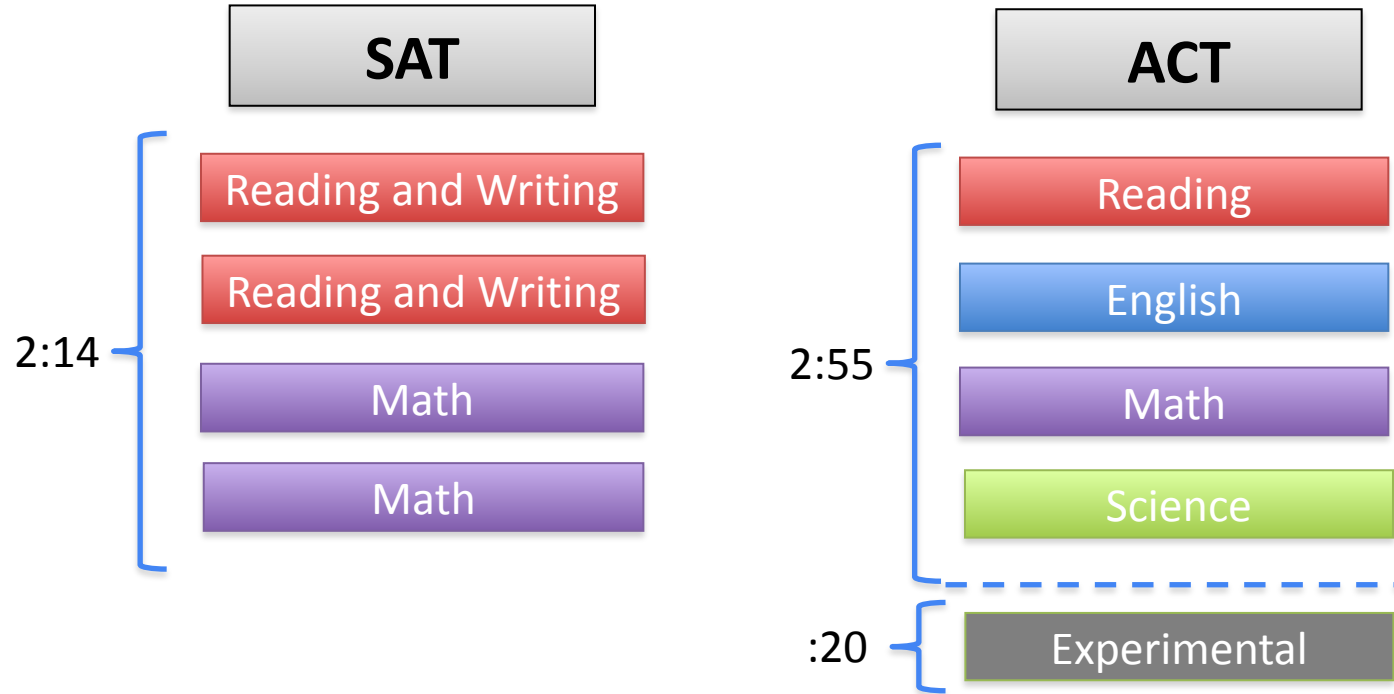 SAT
2:14
Reading and Writing
Reading and Writing
Math
Math
ACT
2:55
Reading
English
Math
Science
:20
Experimental